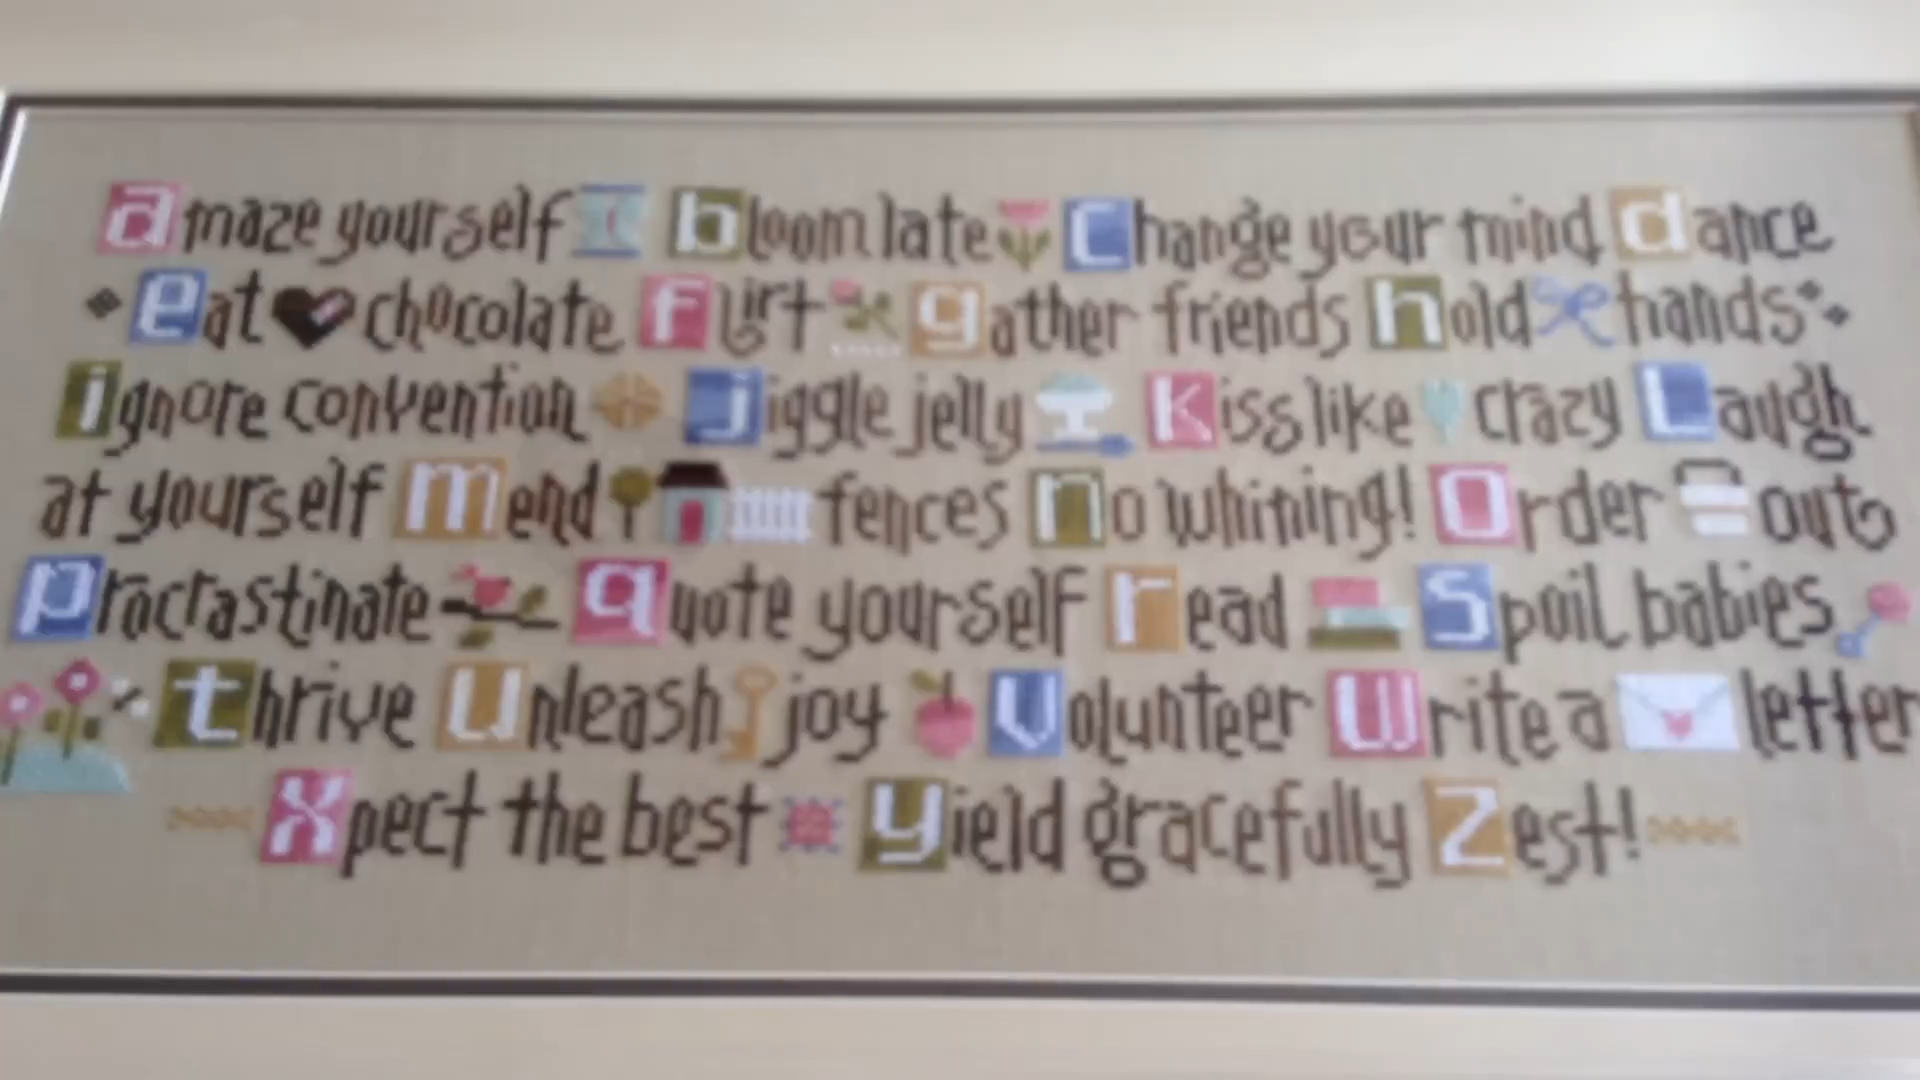 amaze yourself bloom late Change your mind dance
eat chocolate flirt gather friends hold hands
ignore convention jiggle jelly Kiss like crazy Laugh
at yourself mend fences no whining! Order out
procrastinate quote yourself read Spoil babies
thrive Unleash joy Volunteer Write a letter
Xpect the best yield gracefully Zest!